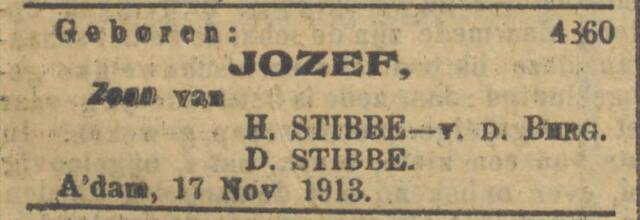 Geboren: 4360
JOZEF,
Zoon van
H. STIBBE—v. D. BERG.
D. STIBBE.
A'dam, 17 Nov 1913.